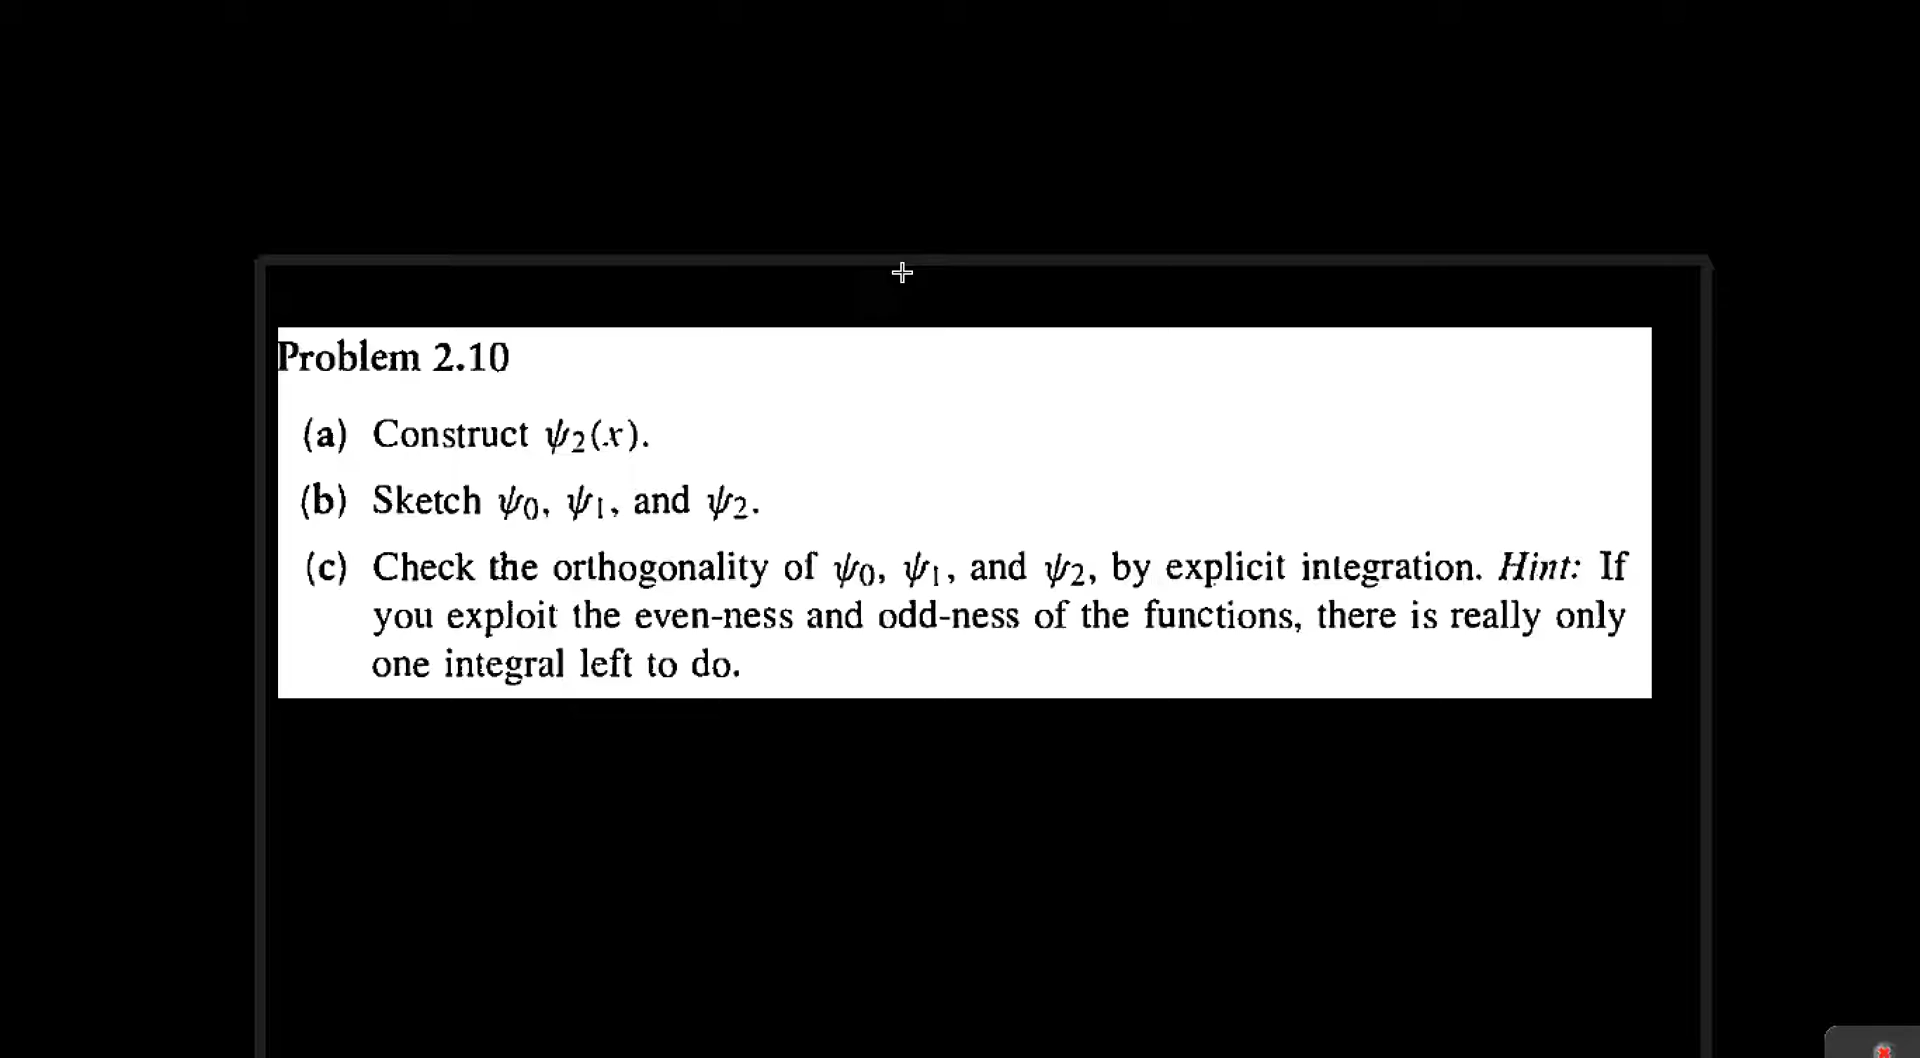 Problem 2.10
(a) Construct ψ₂(x).
(b) Sketch ψ₀, ψ₁, and ψ₂.
(c) Check the orthogonality of ψ₀, ψ₁, and ψ₂, by explicit integration. Hint: If
you exploit the even-ness and odd-ness of the functions, there is really only
one integral left to do.